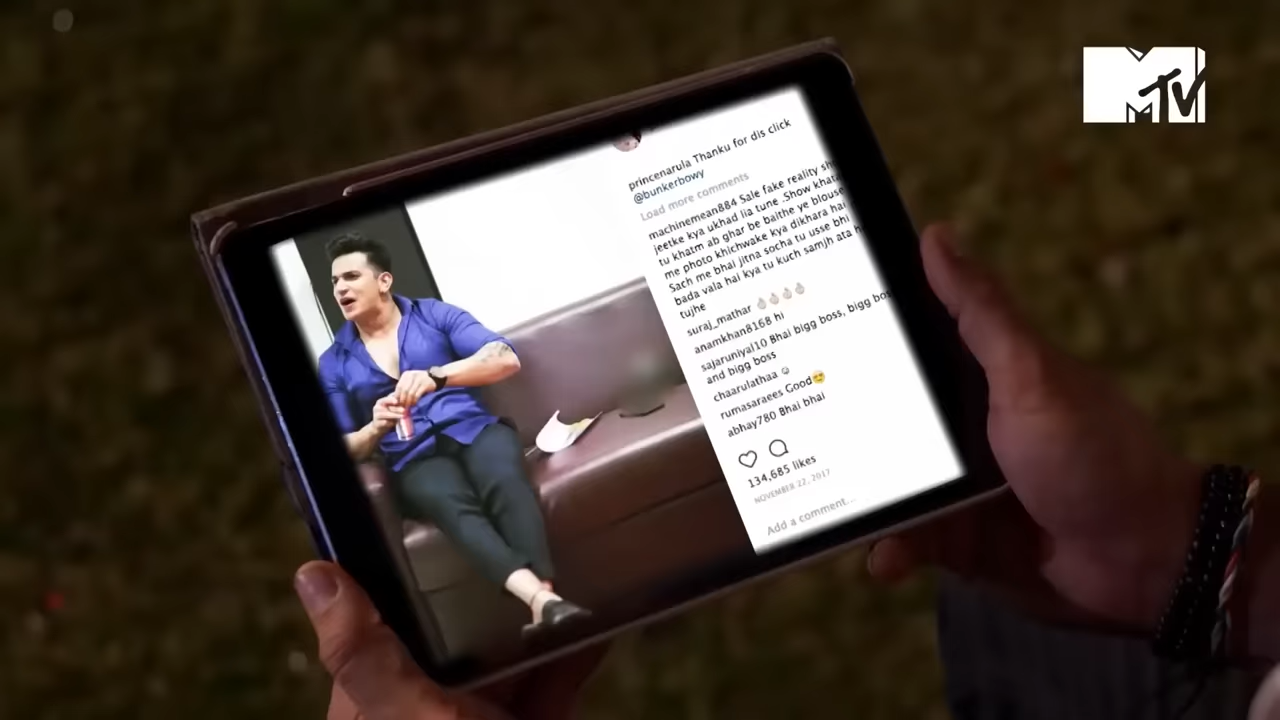 MTV
princenarula Thanku for dis click
@bunkerbowy
Load more comments
machinemean884 Sale fake reality
jeetke kya ukhad lia tune .Show
tu khatm ab ghar be baithe ye blouse
me photo khichwake kya dikhara hai
Sach me bhai jitna socha tu usse bhi
bada vala hai kya tu kuch samjh ata
tujhe
suraj_mathar 👌👌👌👌
anamkhan8168 hi
sajaruniyal10 Bhai bigg boss, bigg
and bigg boss
chaarulathaa ☺
rumasaraees Good😇
abhay780 Bhai bhai
134,685 likes
NOVEMBER 22, 2017
Add a comment...